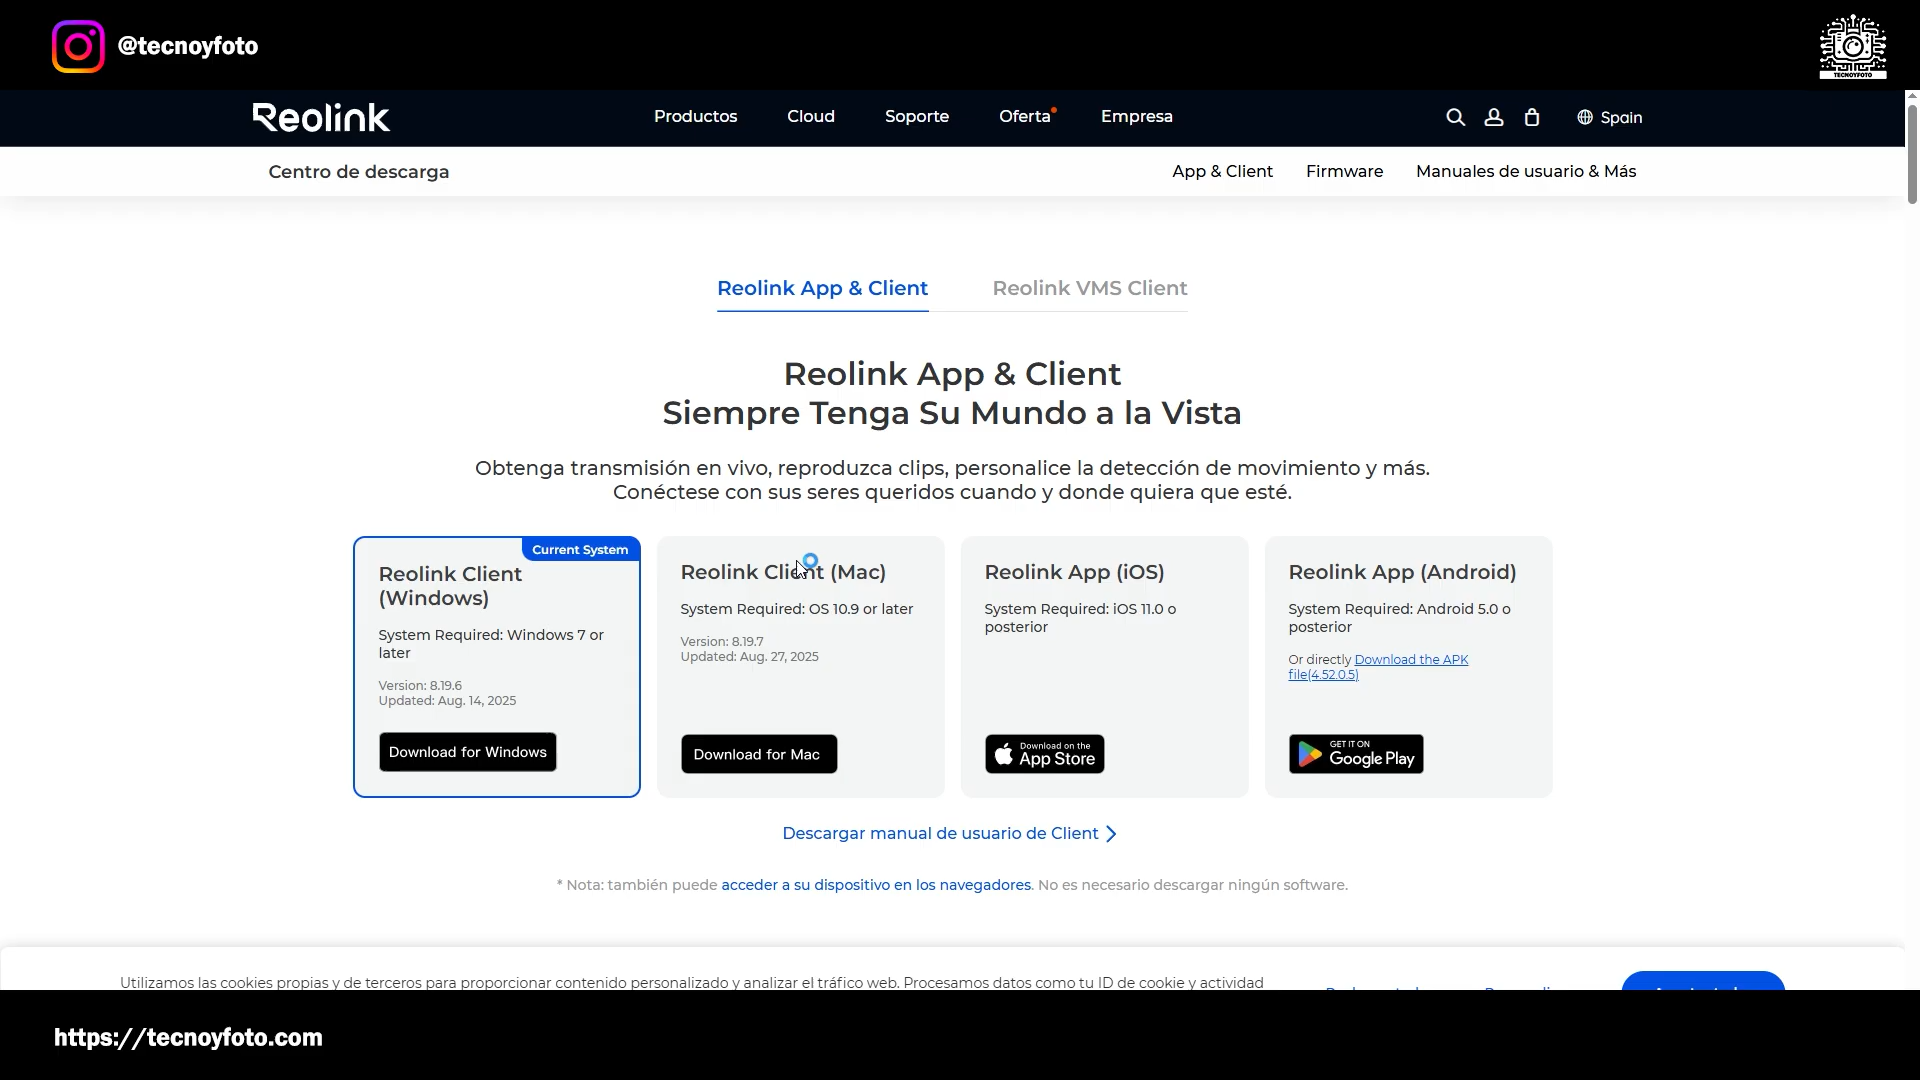 @tecnoyfoto
TECNOYFOTO
Reolink
Productos
Cloud
Soporte
Oferta
Empresa
Spain
Centro de descarga
App & Client
Firmware
Manuales de usuario & Más
Reolink App & Client
Reolink VMS Client
Reolink App & Client
Siempre Tenga Su Mundo a la Vista
Obtenga transmisión en vivo, reproduzca clips, personalice la detección de movimiento y más.
Conéctese con sus seres queridos cuando y donde quiera que esté.
Current System
Reolink Client
(Windows)
System Required: Windows 7 or
later
Version: 8.19.6
Updated: Aug. 14, 2025
Download for Windows
Reolink Client (Mac)
System Required: OS 10.9 or later
Version: 8.19.7
Updated: Aug. 27, 2025
Download for Mac
Reolink App (iOS)
System Required: iOS 11.0 o
posterior
Download on the
App Store
Reolink App (Android)
System Required: Android 5.0 o
posterior
Or directly Download the APK
file(4.52.0.5)
GET IT ON
Google Play
Descargar manual de usuario de Client
* Nota: también puede acceder a su dispositivo en los navegadores. No es necesario descargar ningún software.
Utilizamos las cookies propias y de terceros para proporcionar contenido personalizado y analizar el tráfico web. Procesamos datos como tu ID de cookie y actividad
https://tecnoyfoto.com